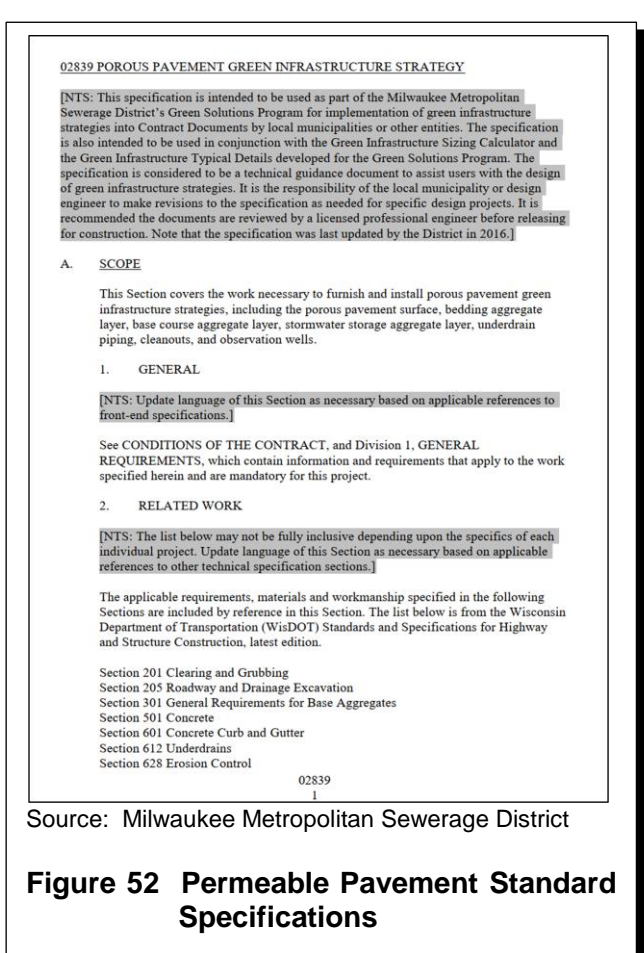 02839 POROUS PAVEMENT GREEN INFRASTRUCTURE STRATEGY
[NTS: This specification is intended to be used as part of the Milwaukee Metropolitan
Sewerage District's Green Solutions Program for implementation of green infrastructure
strategies into Contract Documents by local municipalities or other entities. The specification
is also intended to be used in conjunction with the Green Infrastructure Sizing Calculator and
the Green Infrastructure Typical Details developed for the Green Solutions Program. The
specification is considered to be a technical guidance document to assist users with the design
of green infrastructure strategies. It is the responsibility of the local municipality or design
engineer to make revisions to the specification as needed for specific design projects. It is
recommended the documents are reviewed by a licensed professional engineer before releasing
for construction. Note that the specification was last updated by the District in 2016.]
A. SCOPE
This Section covers the work necessary to furnish and install porous pavement green
infrastructure strategies, including the porous pavement surface, bedding aggregate
layer, base course aggregate layer, stormwater storage aggregate layer, underdrain
piping, cleanouts, and observation wells.
1. GENERAL
[NTS: Update language of this Section as necessary based on applicable references to
front-end specifications.]
See CONDITIONS OF THE CONTRACT, and Division 1, GENERAL
REQUIREMENTS, which contain information and requirements that apply to the work
specified herein and are mandatory for this project.
2. RELATED WORK
[NTS: The list below may not be fully inclusive depending upon the specifics of each
individual project. Update language of this Section as necessary based on applicable
references to other technical specification sections.]
The applicable requirements, materials and workmanship specified in the following
Sections are included by reference in this Section. The list below is from the Wisconsin
Department of Transportation (WisDOT) Standards and Specifications for Highway
and Structure Construction, latest edition.
Section 201 Clearing and Grubbing
Section 205 Roadway and Drainage Excavation
Section 301 General Requirements for Base Aggregates
Section 501 Concrete
Section 601 Concrete Curb and Gutter
Section 612 Underdrains
Section 628 Erosion Control
02839
1
Source: Milwaukee Metropolitan Sewerage District
Figure 52 Permeable Pavement Standard
Specifications